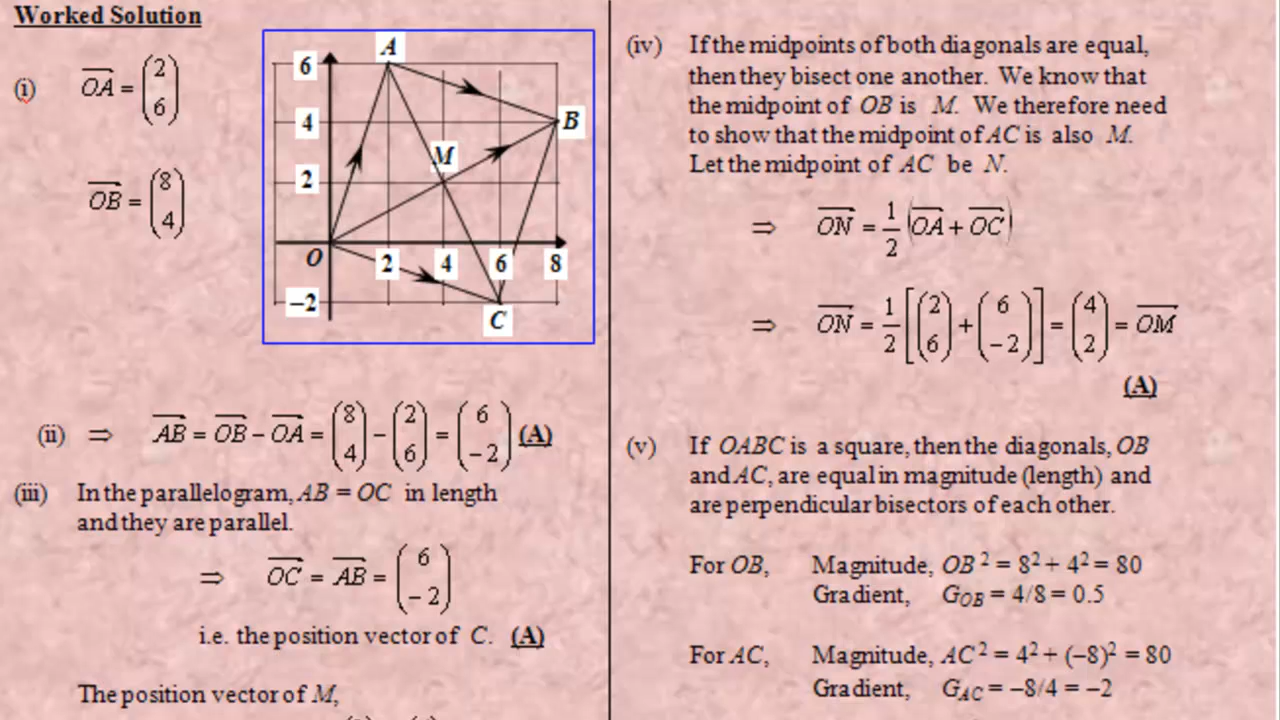 Worked Solution
(i) OA = (2 6)
OB = (8 4)
A
6
4
2
B
M
O
2 4 6 8
–2
C
(ii) ⇒ AB = OB – OA = (8 4) – (2 6) = (6 –2) (A)
(iii) In the parallelogram, AB = OC in length
and they are parallel.
⇒ OC = AB = (6 –2)
i.e. the position vector of C. (A)
The position vector of M,
(iv) If the midpoints of both diagonals are equal,
then they bisect one another. We know that
the midpoint of OB is M. We therefore need
to show that the midpoint of AC is also M.
Let the midpoint of AC be N.
⇒ ON = 1/2 (OA + OC)
⇒ ON = 1/2 [(2 6) + (6 –2)] = (4 2) = OM
(A)
(v) If OABC is a square, then the diagonals, OB
and AC, are equal in magnitude (length) and
are perpendicular bisectors of each other.
For OB, Magnitude, OB² = 8² + 4² = 80
Gradient, G_OB = 4/8 = 0.5
For AC, Magnitude, AC² = 4² + (–8)² = 80
Gradient, G_AC = –8/4 = –2